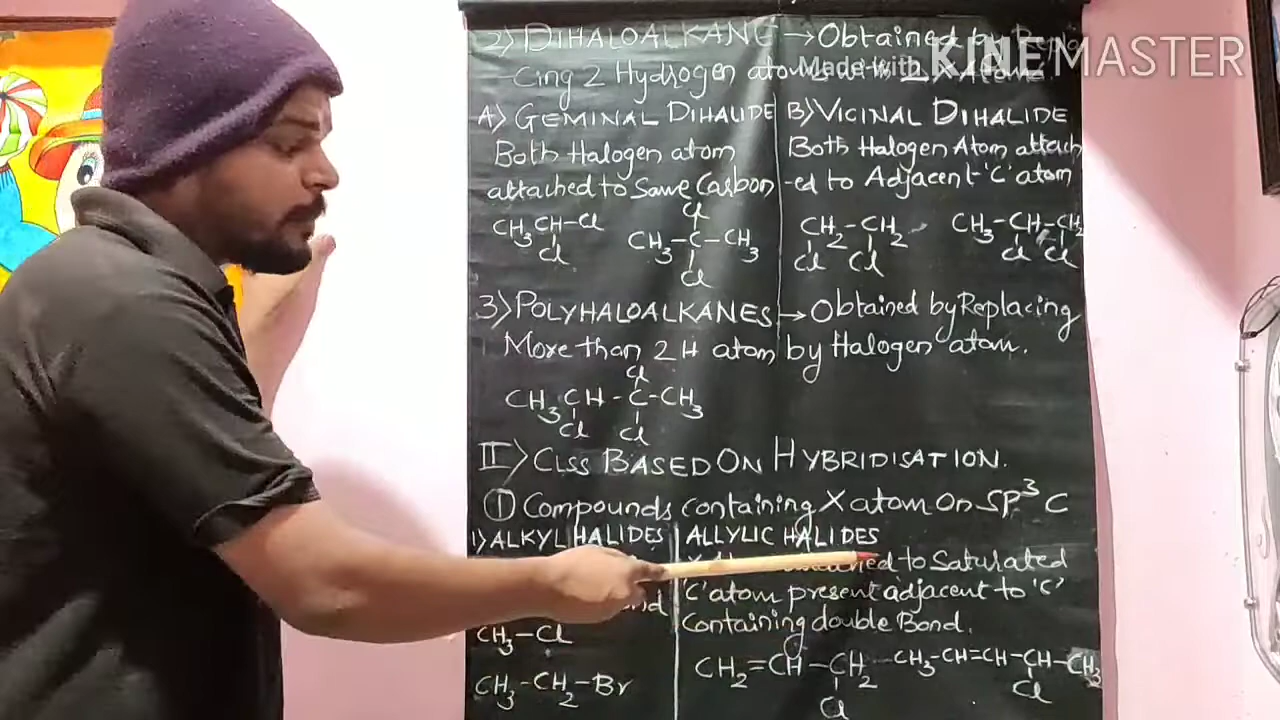 2) DIHALOALKANE → Obtained by Repla
-cing 2 Hydrogen atoms with 2 X Atoms
Made with KINEMASTER
A) GEMINAL DIHALIDE
Both Halogen atom
attached to Same Carbon
CH3CH-Cl
Cl
Cl
CH3-C-CH3
Cl
B) VICINAL DIHALIDE
Both Halogen Atom attach
-ed to Adjacent 'C' atom
CH2-CH2
Cl Cl
CH3-CH-CH2
Cl Cl
3) POLYHALOALKANES → Obtained by Replacing
More than 2 H atom by Halogen atom.
Cl
CH3CH-C-CH3
Cl Cl
II) CLSS BASED ON HYBRIDISATION.
① Compounds containing X atom On SP³ C
1) ALKYL HALIDES
CH3-Cl
CH3-CH2-Br
ALLYLIC HALIDES
to Saturated
'C' atom present adjacent to 'C'
Containing double Bond.
CH2=CH-CH2
Cl
CH3-CH=CH-CH-CH3
Cl